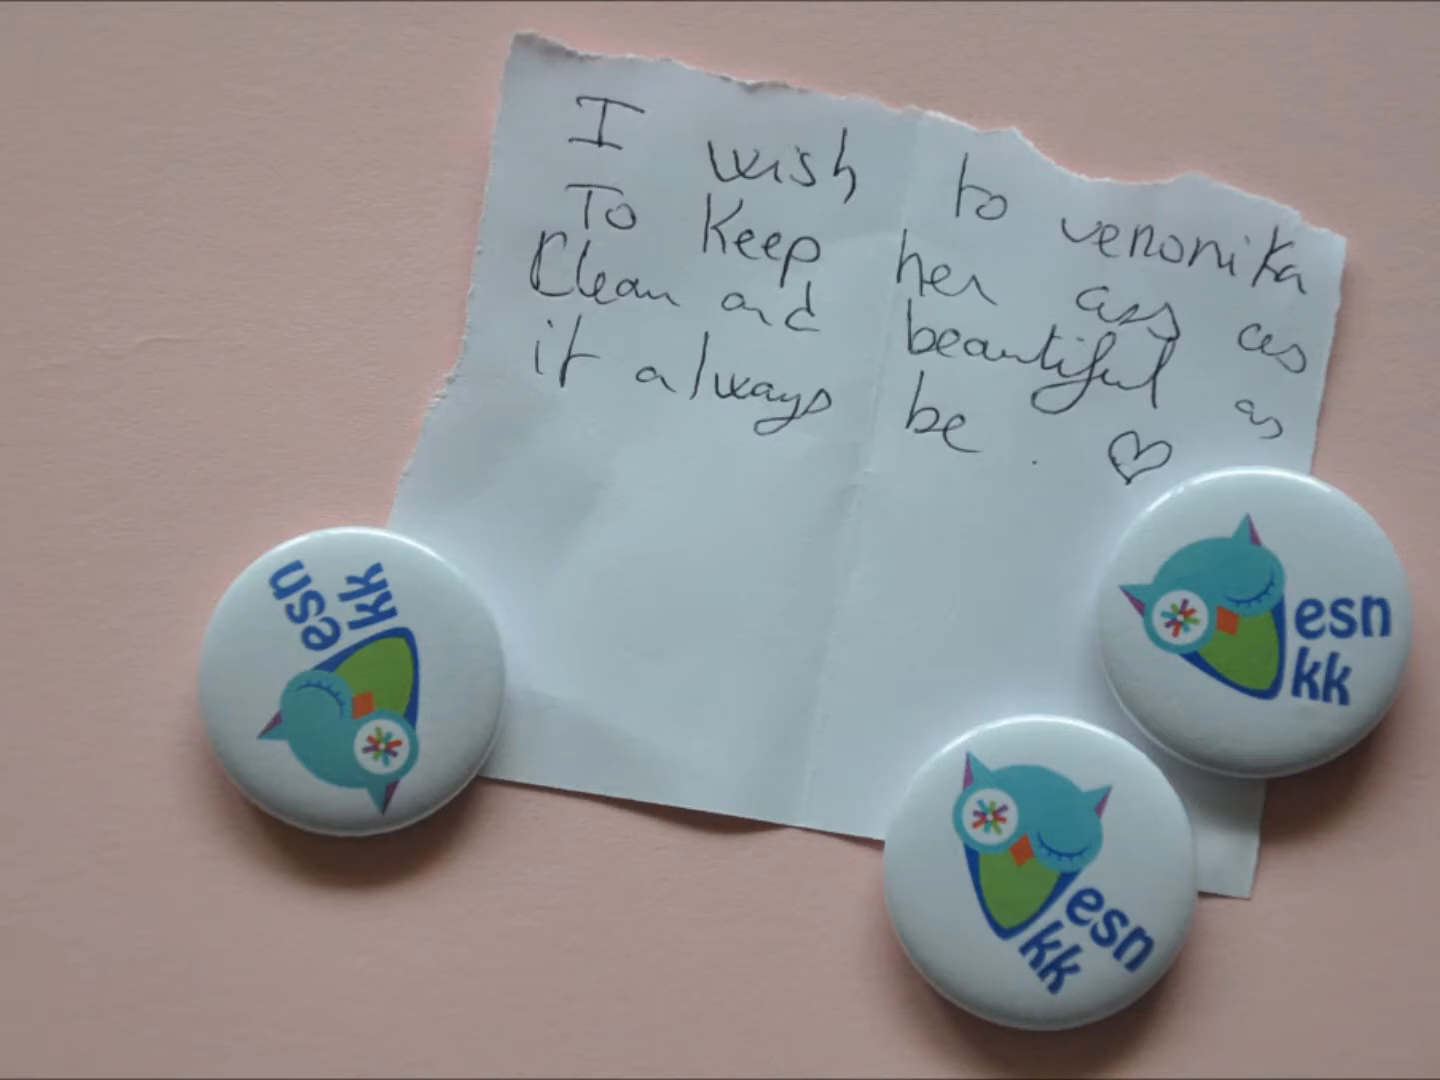 I wish to veronika
To Keep her ass as
Clean and beautiful as
it always be. ♡
esn
kk
esn
kk
esn
kk